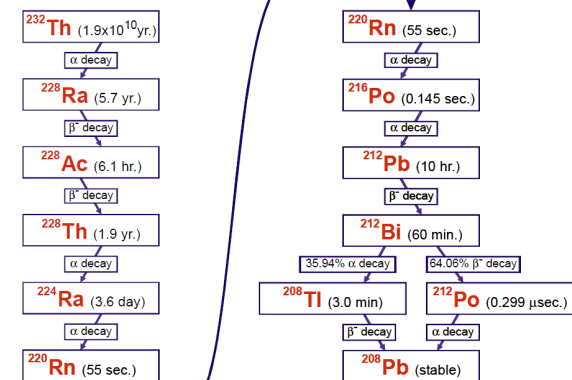 ²³²Th (1.9x10¹⁰yr.)
α decay
²²⁸Ra (5.7 yr.)
β⁻ decay
²²⁸Ac (6.1 hr.)
β⁻ decay
²²⁸Th (1.9 yr.)
α decay
²²⁴Ra (3.6 day)
α decay
²²⁰Rn (55 sec.)
²²⁰Rn (55 sec.)
α decay
²¹⁶Po (0.145 sec.)
α decay
²¹²Pb (10 hr.)
β⁻ decay
²¹²Bi (60 min.)
35.94% α decay
64.06% β⁻ decay
²⁰⁸Tl (3.0 min)
²¹²Po (0.299 μsec.)
β⁻ decay
α decay
²⁰⁸Pb (stable)